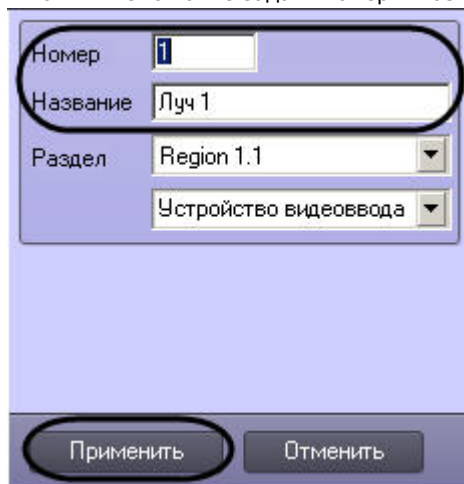 Номер 1
Название Луч 1
Раздел Region 1.1
Устройство видеоввода
Применить Отменить